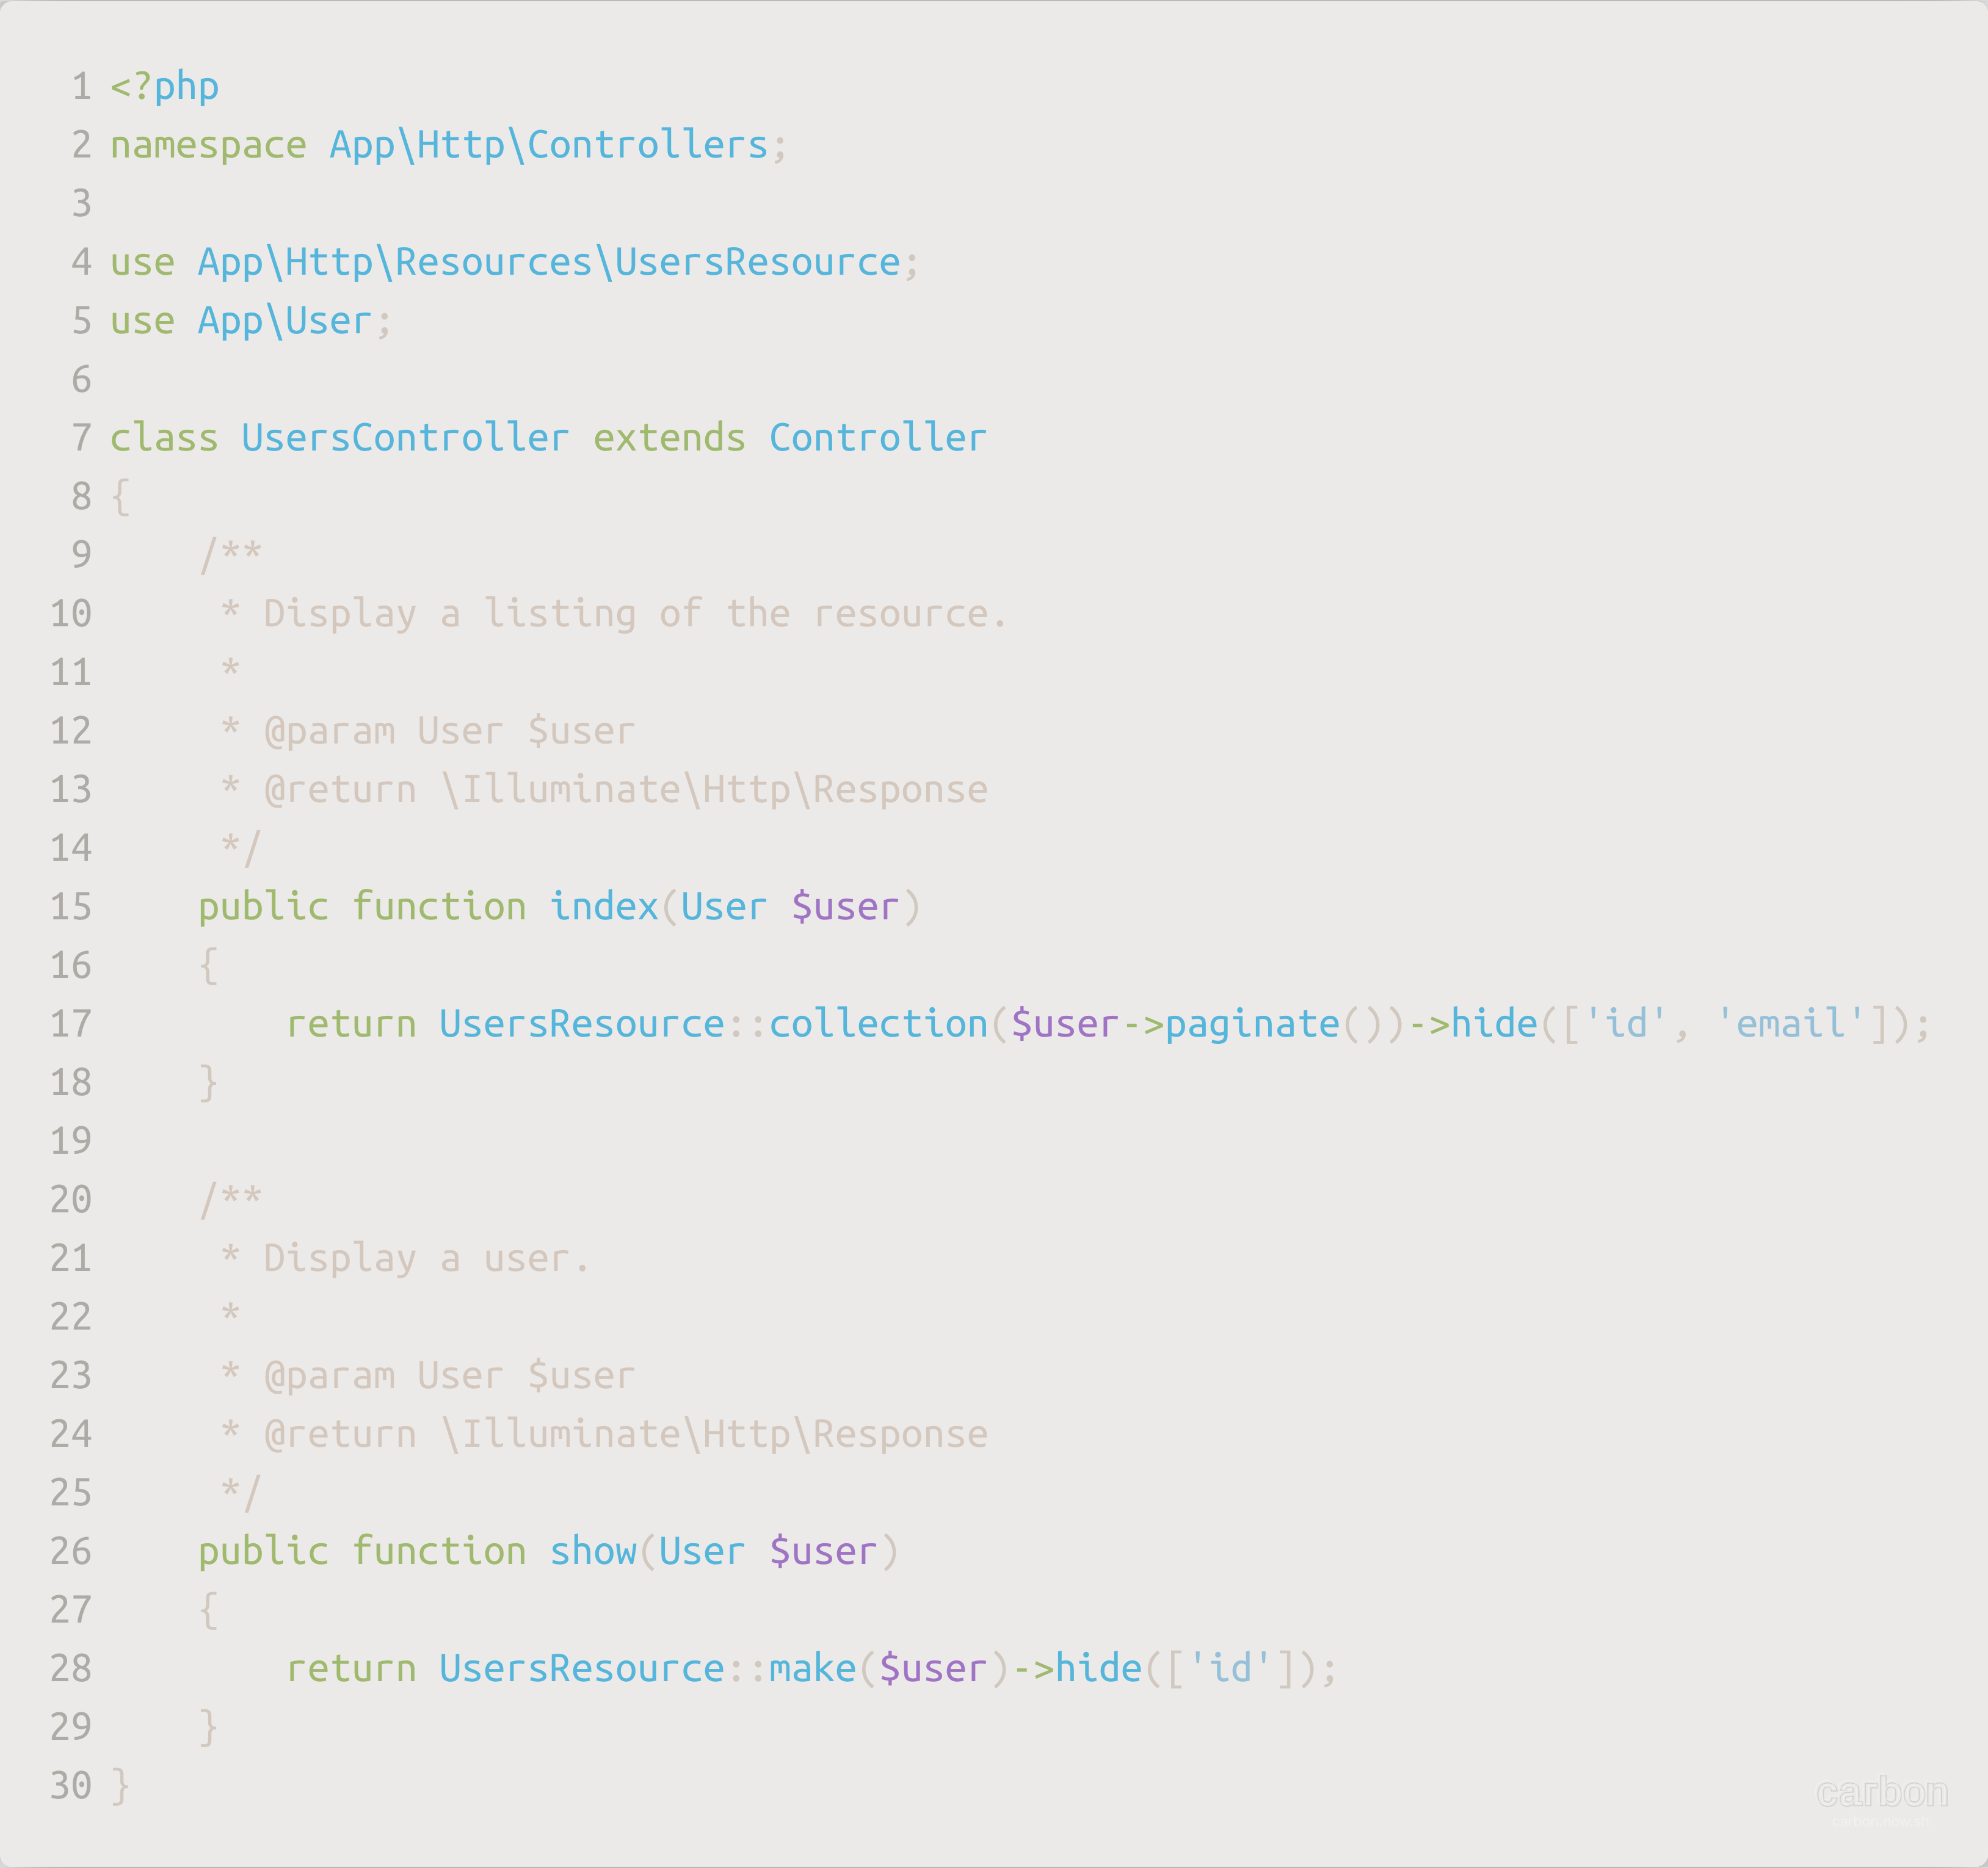 1 <?php
2 namespace App\Http\Controllers;
3
4 use App\Http\Resources\UsersResource;
5 use App\User;
6
7 class UsersController extends Controller
8 {
9     /**
10      * Display a listing of the resource.
11      *
12      * @param User $user
13      * @return \Illuminate\Http\Response
14      */
15     public function index(User $user)
16     {
17         return UsersResource::collection($user->paginate())->hide(['id', 'email']);
18     }
19
20     /**
21      * Display a user.
22      *
23      * @param User $user
24      * @return \Illuminate\Http\Response
25      */
26     public function show(User $user)
27     {
28         return UsersResource::make($user)->hide(['id']);
29     }
30 }
carbon
carbon.now.sh